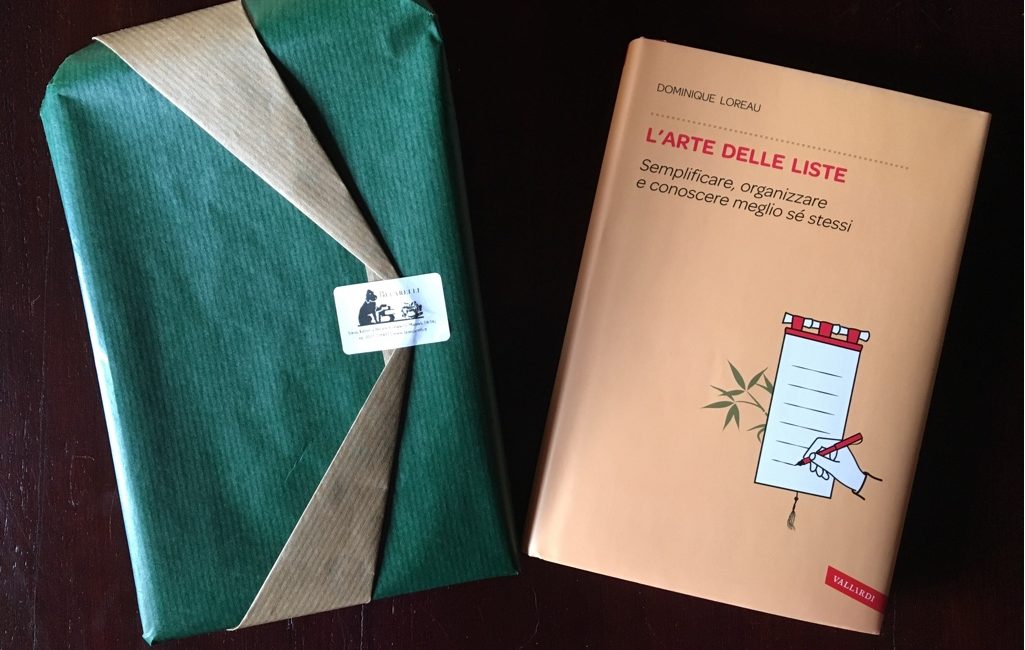 DOMINIQUE LOREAU
L'ARTE DELLE LISTE
Semplificare, organizzare
e conoscere meglio sé stessi
VALLARDI